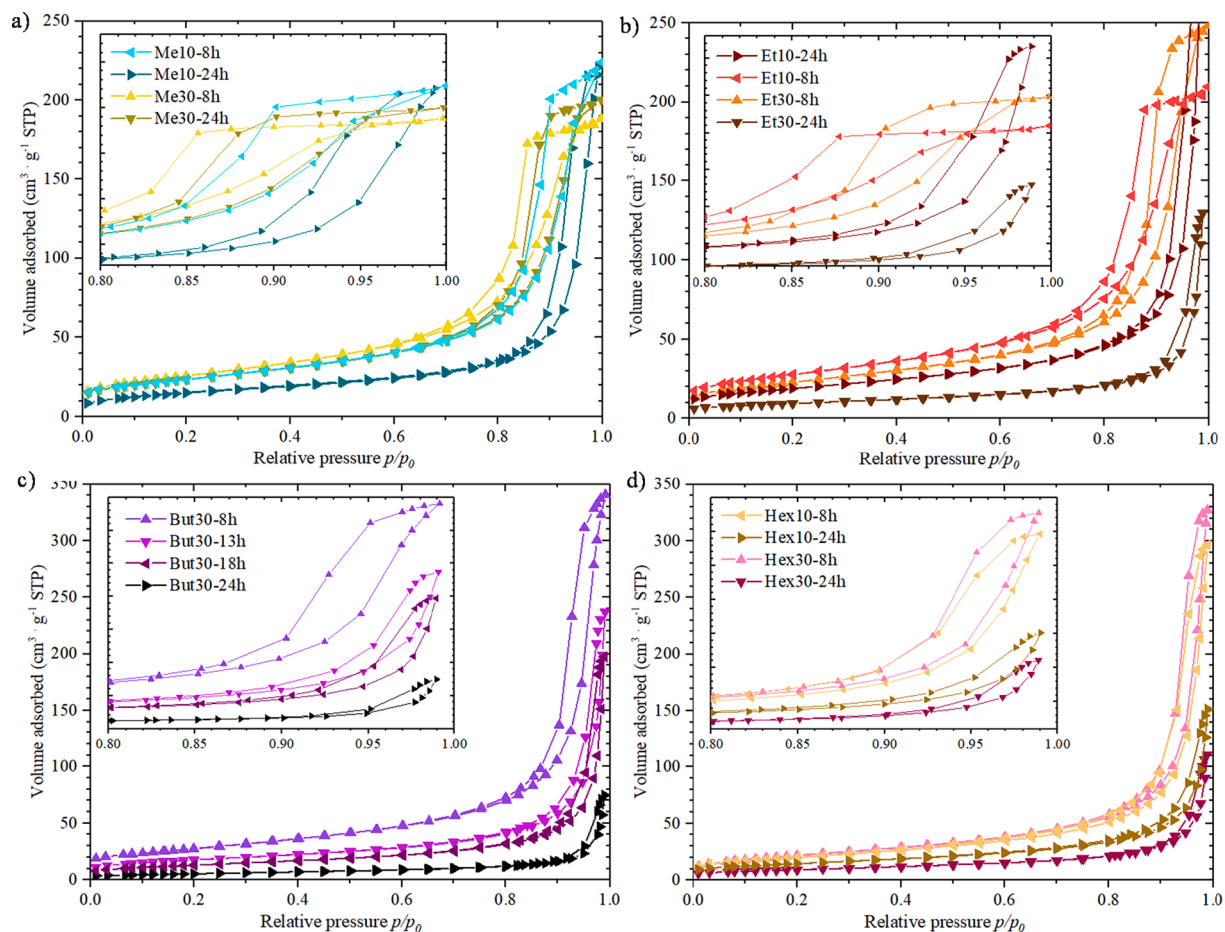 a)
250
200
150
100
50
0
Volume adsorbed (cm³ · g⁻¹ STP)
Me10-8h
Me10-24h
Me30-8h
Me30-24h
0.80 0.85 0.90 0.95 1.00
0.0 0.2 0.4 0.6 0.8 1.0
Relative pressure p/p₀
b)
250
200
150
100
50
0
Volume adsorbed (cm³ · g⁻¹ STP)
Et10-24h
Et10-8h
Et30-8h
Et30-24h
0.80 0.85 0.90 0.95 1.00
0.0 0.2 0.4 0.6 0.8 1.0
Relative pressure p/p₀
c)
350
300
250
200
150
100
50
0
Volume adsorbed (cm³ · g⁻¹ STP)
But30-8h
But30-13h
But30-18h
But30-24h
0.80 0.85 0.90 0.95 1.00
0.0 0.2 0.4 0.6 0.8 1.0
Relative pressure p/p₀
d)
350
300
250
200
150
100
50
0
Volume adsorbed (cm³ · g⁻¹ STP)
Hex10-8h
Hex10-24h
Hex30-8h
Hex30-24h
0.80 0.85 0.90 0.95 1.00
0.0 0.2 0.4 0.6 0.8 1.0
Relative pressure p/p₀